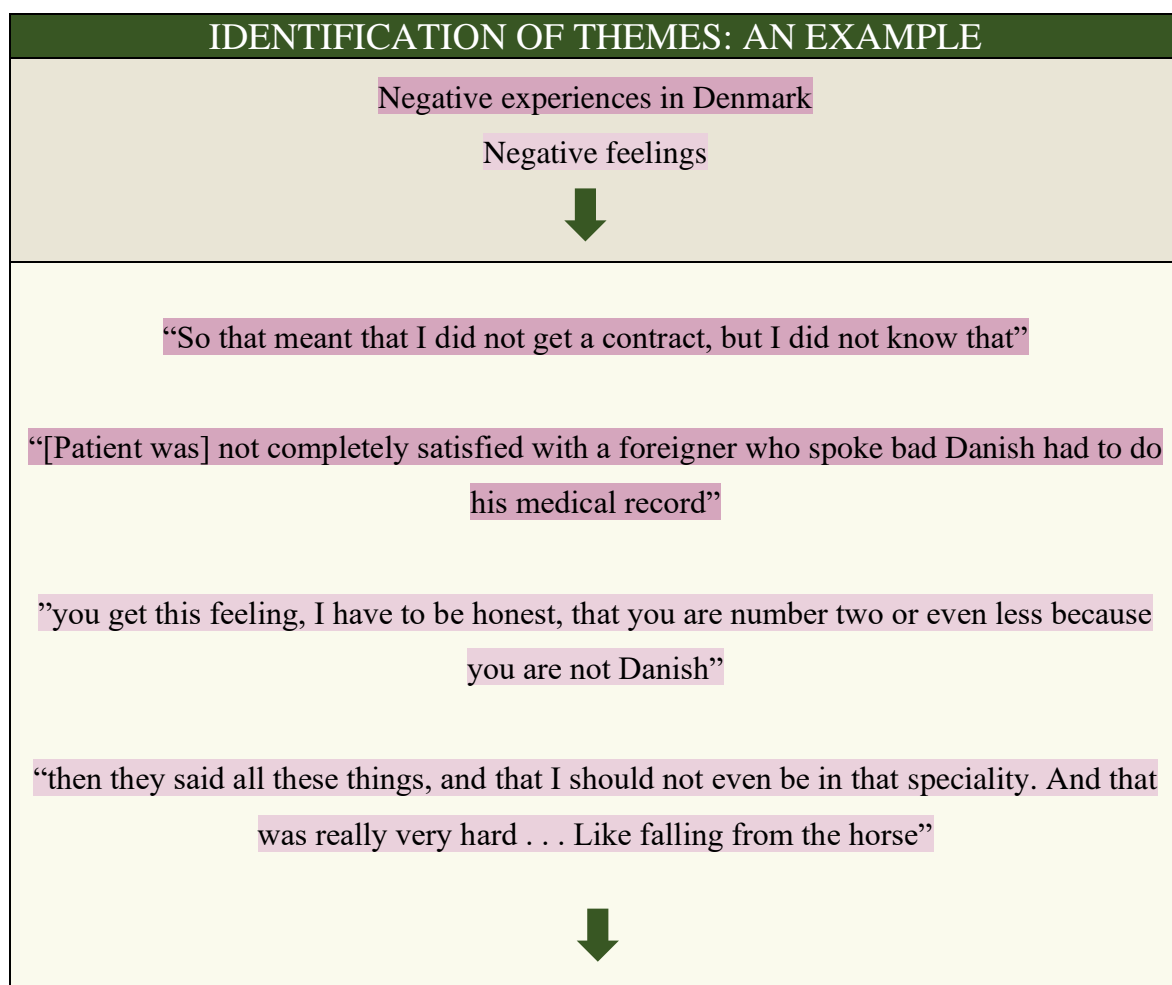 IDENTIFICATION OF THEMES: AN EXAMPLE
Negative experiences in Denmark
Negative feelings
“So that meant that I did not get a contract, but I did not know that”
“[Patient was] not completely satisfied with a foreigner who spoke bad Danish had to do
his medical record”
”you get this feeling, I have to be honest, that you are number two or even less because
you are not Danish”
“then they said all these things, and that I should not even be in that speciality. And that
was really very hard . . . Like falling from the horse”